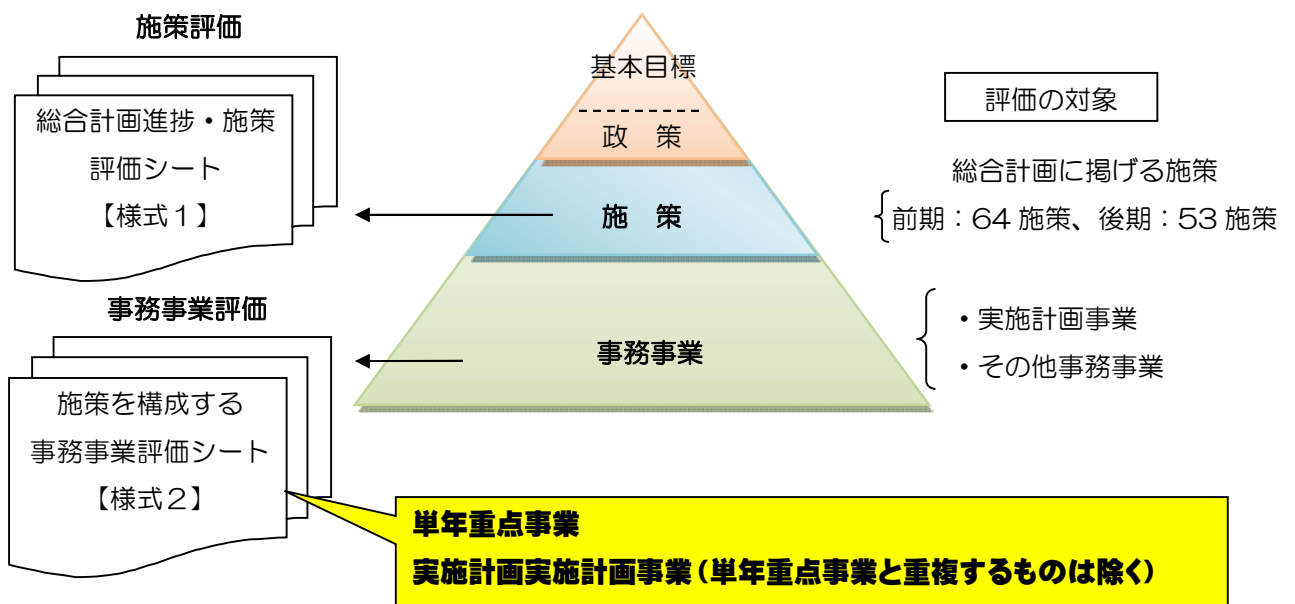 施策評価
総合計画進捗・施策
評価シート
【様式１】
事務事業評価
施策を構成する
事務事業評価シート
【様式２】
基本目標
政　策
施　策
事務事業
評価の対象
総合計画に掲げる施策
前期：64 施策、後期：53 施策
・実施計画事業
・その他事務事業
単年重点事業
実施計画実施計画事業（単年重点事業と重複するものは除く）